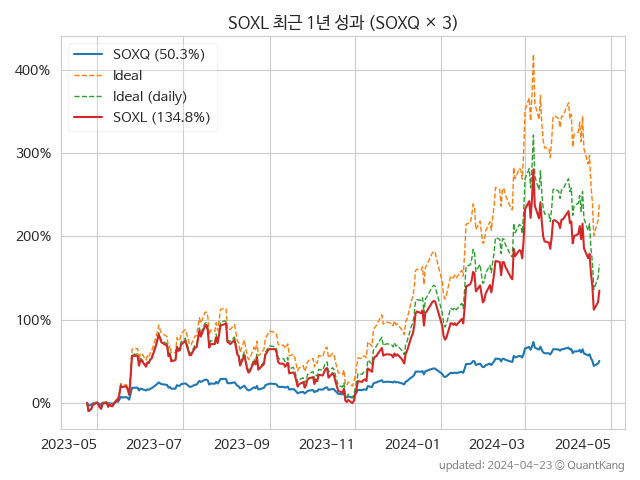 SOXL 최근 1년 성과 (SOXQ × 3)
SOXQ (50.3%)
Ideal
Ideal (daily)
SOXL (134.8%)
400%
300%
200%
100%
0%
2023-05 2023-07 2023-09 2023-11 2024-01 2024-03 2024-05
updated: 2024-04-23 © QuantKang